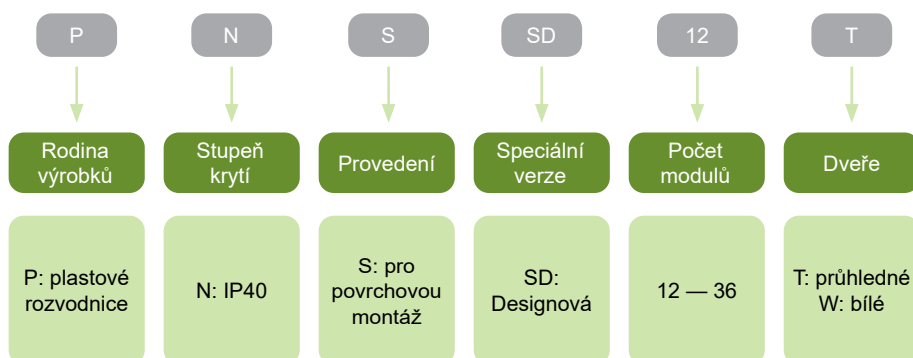 P
N
S
SD
12
T
Rodina
výrobků
Stupeň
krytí
Provedení
Speciální
verze
Počet
modulů
Dveře
P: plastové
rozvodnice
N: IP40
S: pro
povrchovou
montáž
SD:
Designová
12 — 36
T: průhledné
W: bílé